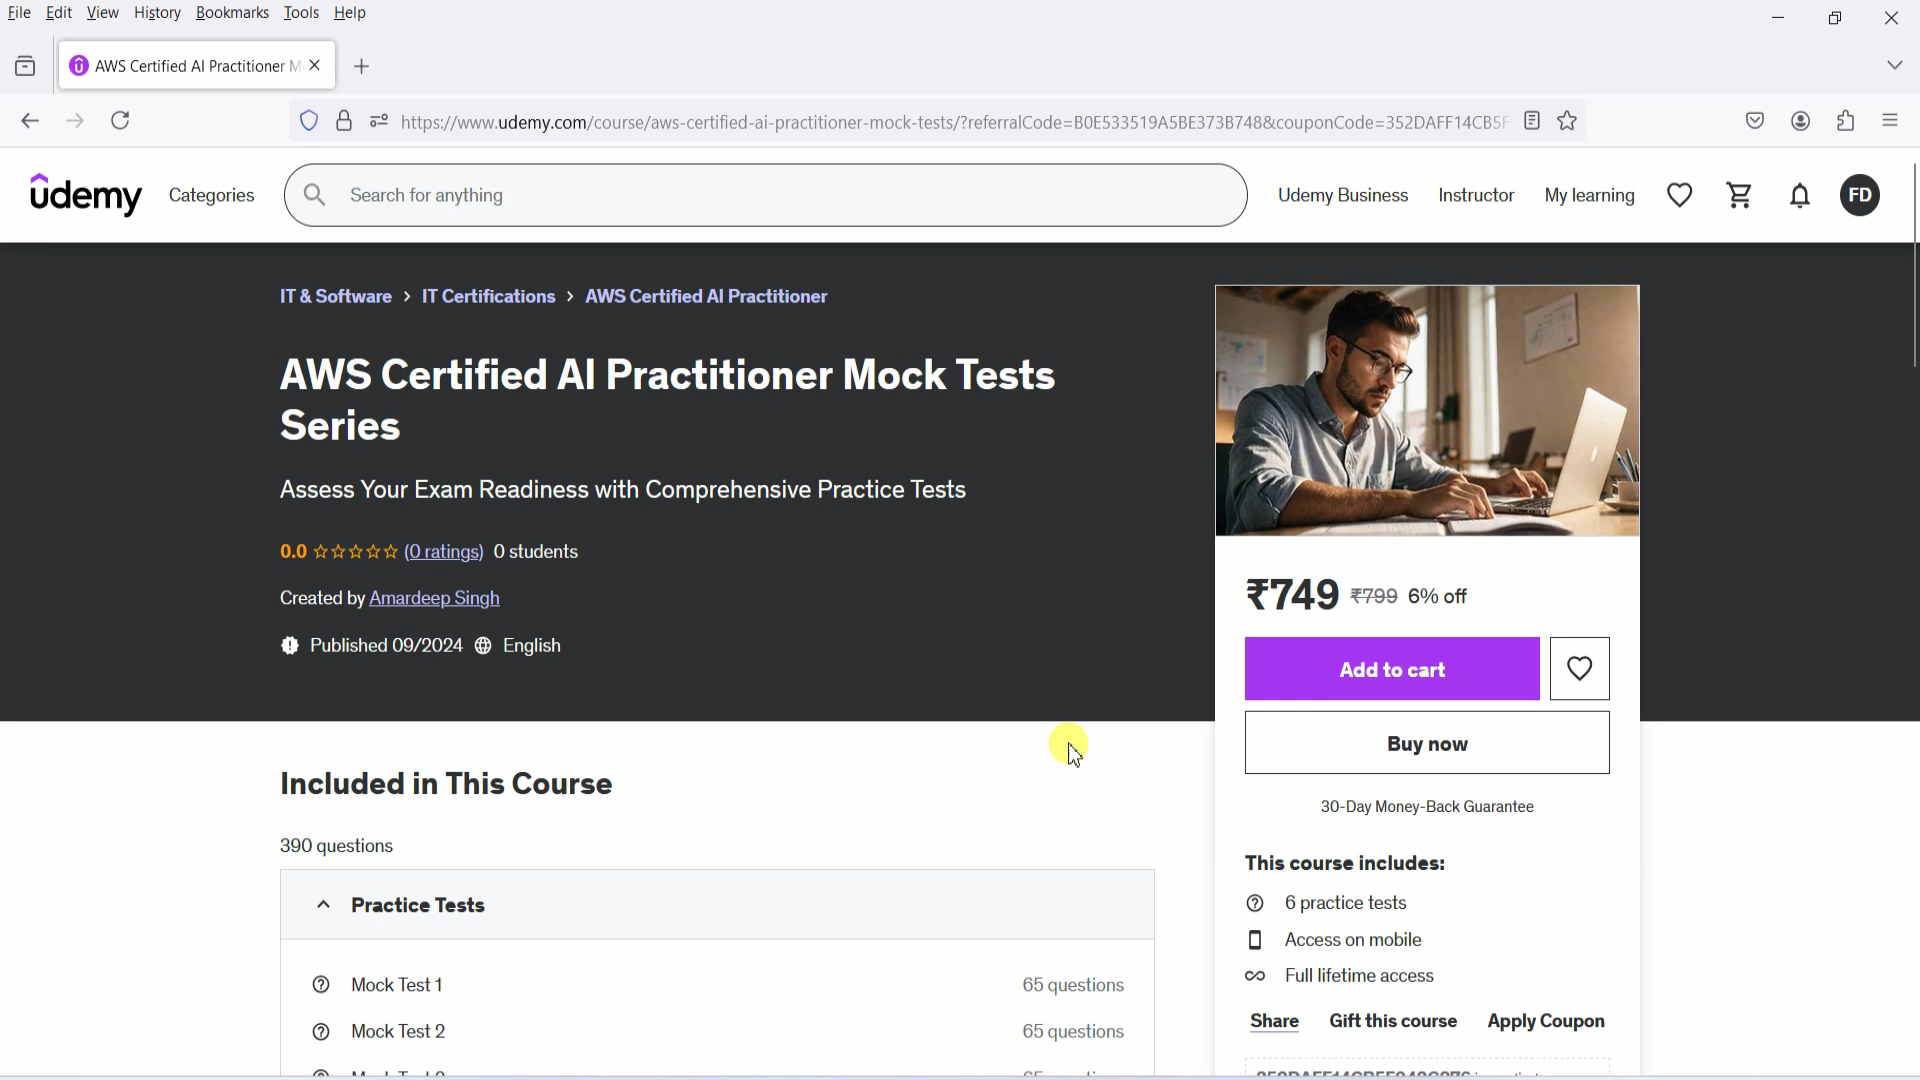 File Edit View History Bookmarks Tools Help
AWS Certified AI Practitioner M
https://www.udemy.com/course/aws-certified-ai-practitioner-mock-tests/?referralCode=B0E533519A5BE373B748&couponCode=352DAFF14CB5F
udemy Categories Search for anything Udemy Business Instructor My learning FD
IT & Software > IT Certifications > AWS Certified AI Practitioner
AWS Certified AI Practitioner Mock Tests
Series
Assess Your Exam Readiness with Comprehensive Practice Tests
0.0 (0 ratings) 0 students
Created by Amardeep Singh
Published 09/2024 English
₹749 ₹799 6% off
Add to cart
Buy now
30-Day Money-Back Guarantee
This course includes:
6 practice tests
Access on mobile
Full lifetime access
Share Gift this course Apply Coupon
Included in This Course
390 questions
Practice Tests
Mock Test 1 65 questions
Mock Test 2 65 questions